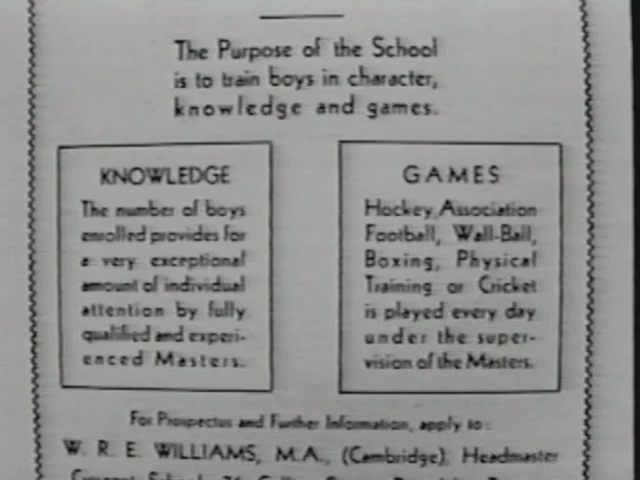 The Purpose of the School
is to train boys in character,
knowledge and games.
KNOWLEDGE
The number of boys
enrolled provides for
a very exceptional
amount of individual
attention by fully
qualified and experi-
enced Masters.
GAMES
Hockey, Association
Football, Wall-Ball,
Boxing, Physical
Training or Cricket
is played every day
under the super-
vision of the Masters.
For Prospectus and Further Information, apply to:
W. R. E. WILLIAMS, M.A., (Cambridge), Headmaster